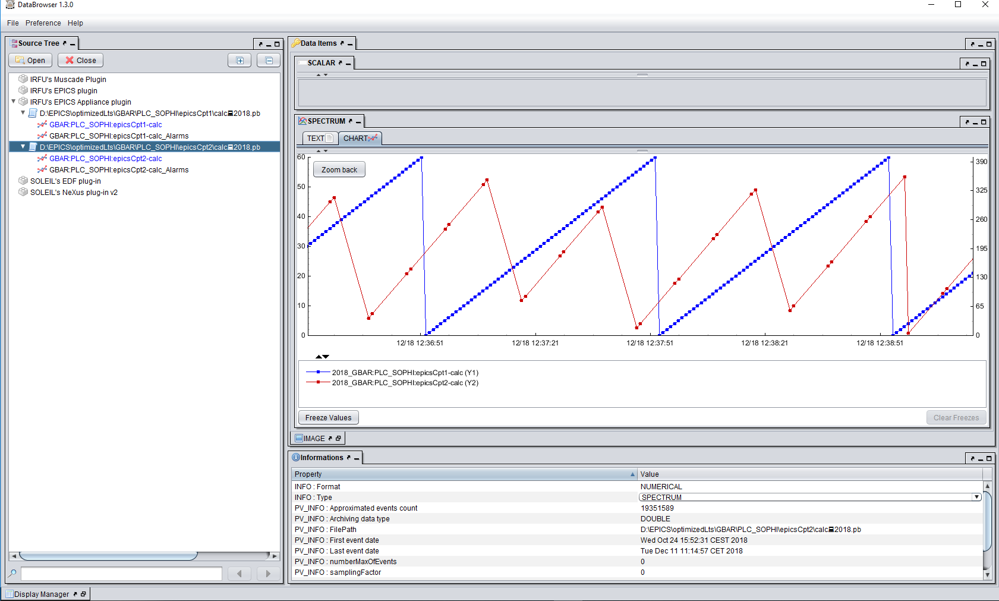 DataBrowser 1.3.0
File Preference Help
Source Tree
Open Close
IRFU's Muscade Plugin
IRFU's EPICS plugin
IRFU's EPICS Appliance plugin
D:\EPICS\optimizedLts\GBAR\PLC_SOPHI\epicsCpt1\calc 2018.pb
GBAR:PLC_SOPHI:epicsCpt1-calc
GBAR:PLC_SOPHI:epicsCpt1-calc_Alarms
D:\EPICS\optimizedLts\GBAR\PLC_SOPHI\epicsCpt2\calc 2018.pb
GBAR:PLC_SOPHI:epicsCpt2-calc
GBAR:PLC_SOPHI:epicsCpt2-calc_Alarms
SOLEIL's EDF plug-in
SOLEIL's NeXus plug-in v2
Display Manager
Data Items
SCALAR
SPECTRUM
TEXT CHART
Zoom back
60
50
40
30
20
10
0
390
325
260
195
130
65
0
12/18 12:36:51 12/18 12:37:21 12/18 12:37:51 12/18 12:38:21 12/18 12:38:51
2018_GBAR:PLC_SOPHI:epicsCpt1-calc (Y1)
2018_GBAR:PLC_SOPHI:epicsCpt2-calc (Y2)
Freeze Values Clear Freezes
IMAGE
Informations
Property Value
INFO : Format NUMERICAL
INFO : Type SPECTRUM
PV_INFO : Approximated events count 19351589
PV_INFO : Archiving data type DOUBLE
PV_INFO : FilePath D:\EPICS\optimizedLts\GBAR\PLC_SOPHI\epicsCpt2\calc 2018.pb
PV_INFO : First event date Wed Oct 24 15:52:31 CEST 2018
PV_INFO : Last event date Tue Dec 11 11:14:57 CET 2018
PV_INFO : numberMaxOfEvents 0
PV_INFO : samplingFactor 0